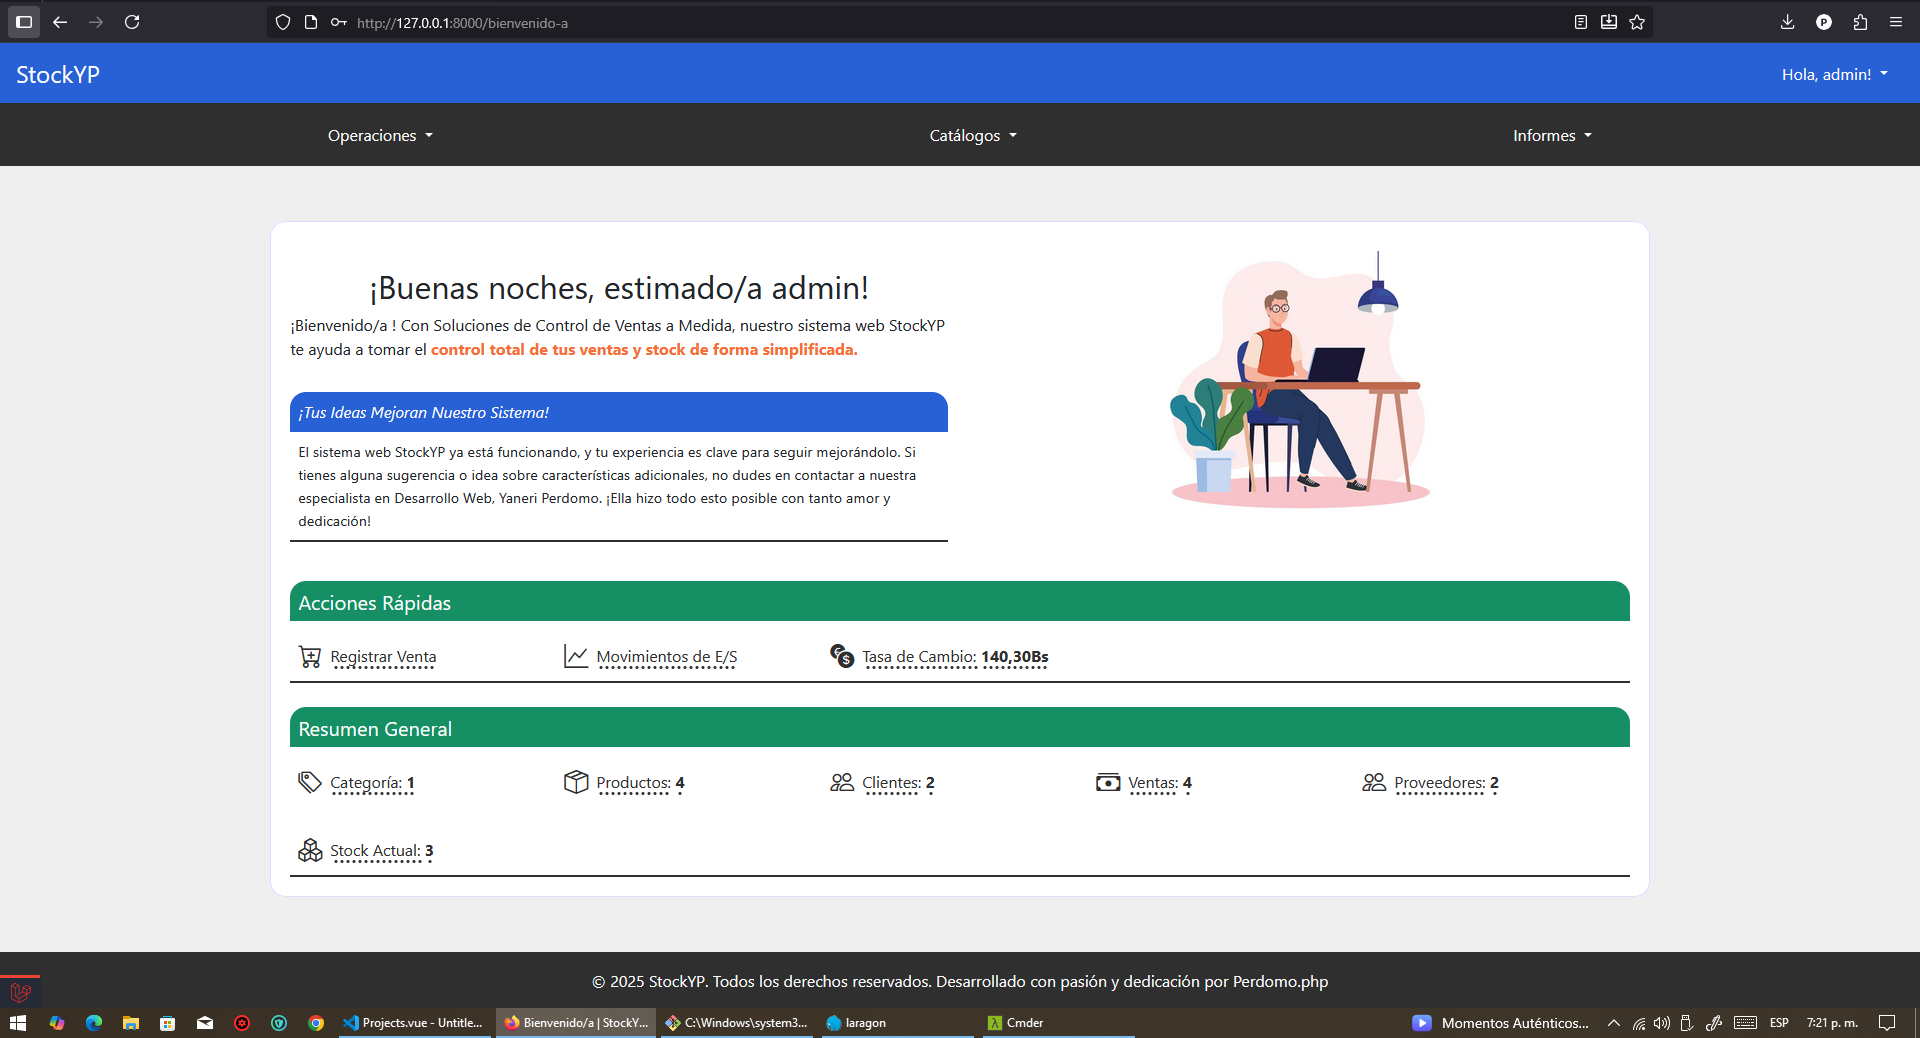 http://127.0.0.1:8000/bienvenido-a
StockYP
Hola, admin!
Operaciones
Catálogos
Informes
¡Buenas noches, estimado/a admin!
¡Bienvenido/a ! Con Soluciones de Control de Ventas a Medida, nuestro sistema web StockYP
te ayuda a tomar el control total de tus ventas y stock de forma simplificada.
¡Tus Ideas Mejoran Nuestro Sistema!
El sistema web StockYP ya está funcionando, y tu experiencia es clave para seguir mejorándolo. Si
tienes alguna sugerencia o idea sobre características adicionales, no dudes en contactar a nuestra
especialista en Desarrollo Web, Yaneri Perdomo. ¡Ella hizo todo esto posible con tanto amor y
dedicación!
Acciones Rápidas
Registrar Venta
Movimientos de E/S
Tasa de Cambio: 140,30Bs
Resumen General
Categoría: 1
Productos: 4
Clientes: 2
Ventas: 4
Proveedores: 2
Stock Actual: 3
© 2025 StockYP. Todos los derechos reservados. Desarrollado con pasión y dedicación por Perdomo.php
Projects.vue - Untitle...
Bienvenido/a | StockY...
C:\Windows\system3...
laragon
Cmder
Momentos Auténticos...
ESP
7:21 p. m.